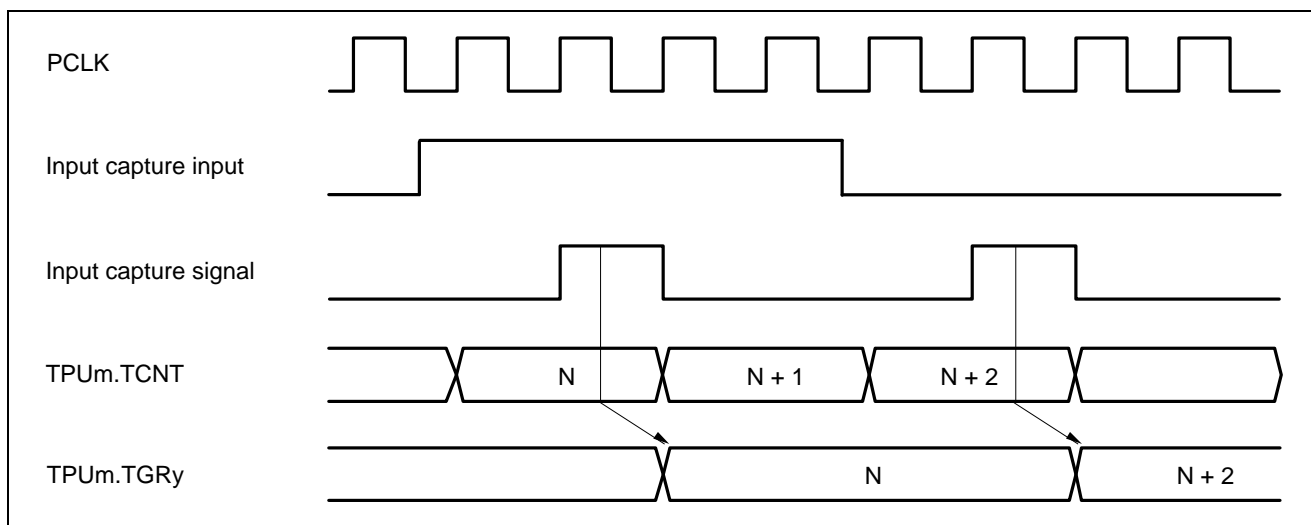 PCLK
Input capture input
Input capture signal
TPUm.TCNT
N
N + 1
N + 2
TPUm.TGRy
N
N + 2